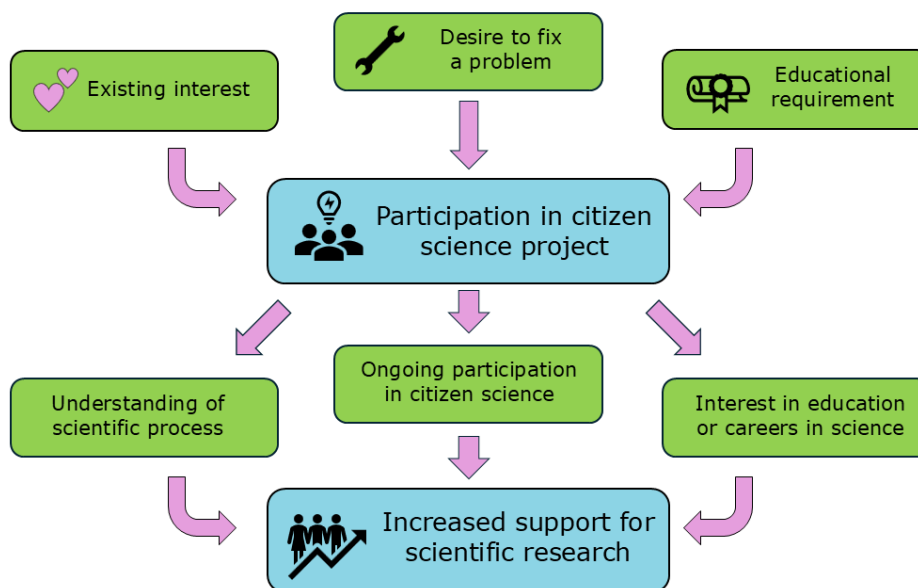 Existing interest
Desire to fix
a problem
Educational
requirement
Participation in citizen
science project
Understanding of
scientific process
Ongoing participation
in citizen science
Interest in education
or careers in science
Increased support for
scientific research